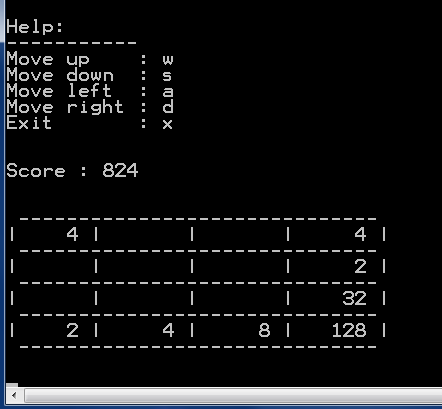 Help:
-------------
Move up    : w
Move down  : s
Move left  : a
Move right : d
Exit       : x
Score : 824
-----------------------------------
|    4 |        |        |     4 |
-----------------------------------
|      |        |        |     2 |
-----------------------------------
|      |        |        |    32 |
-----------------------------------
|    2 |      4 |      8 |   128 |
-----------------------------------